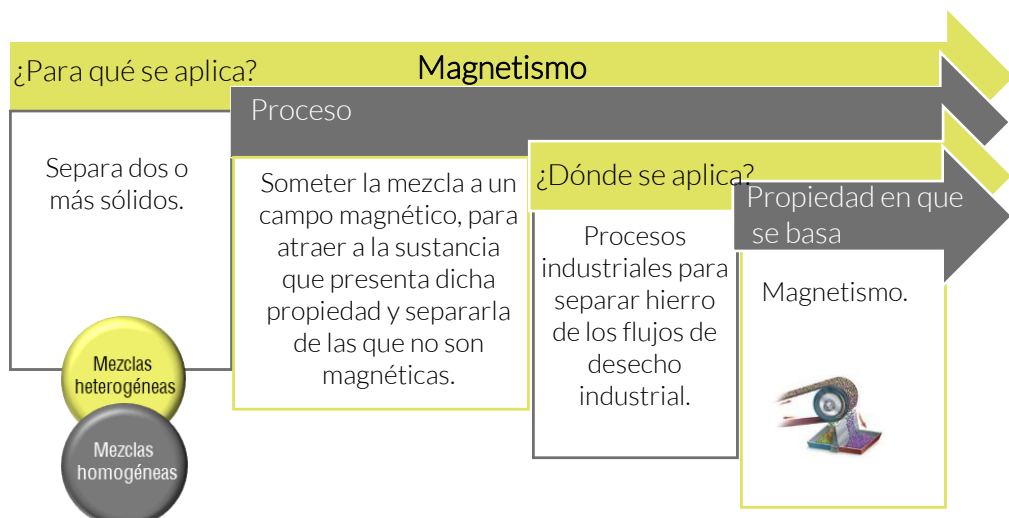 ¿Para qué se aplica?
Magnetismo
Separa dos o
más sólidos.
Mezclas
heterogéneas
Mezclas
homogéneas
Proceso
Someter la mezcla a un
campo magnético, para
atraer a la sustancia
que presenta dicha
propiedad y separarla
de las que no son
magnéticas.
¿Dónde se aplica?
Procesos
industriales para
separar hierro
de los flujos de
desecho
industrial.
Propiedad en que
se basa
Magnetismo.